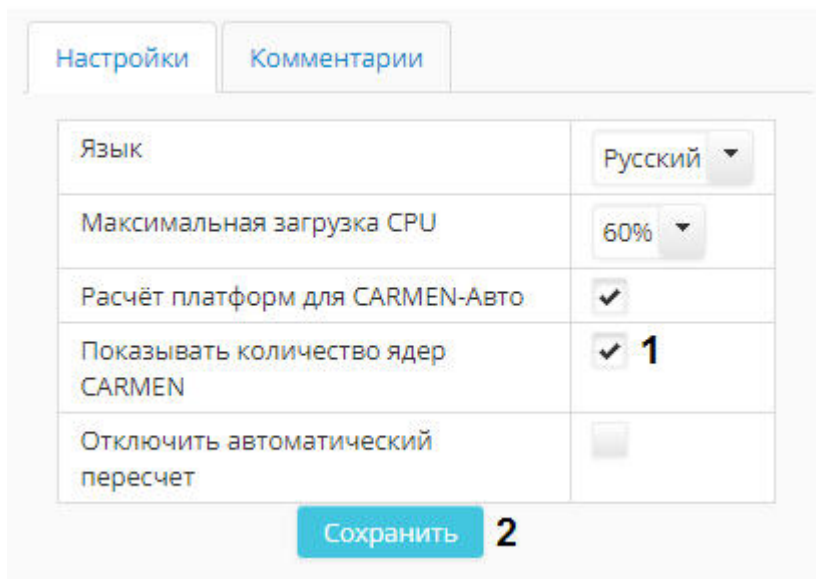 Настройки Комментарии
Язык Русский
Максимальная загрузка CPU 60%
Расчёт платформ для CARMEN-Авто
Показывать количество ядер 1
CARMEN
Отключить автоматический
пересчет
Сохранить 2